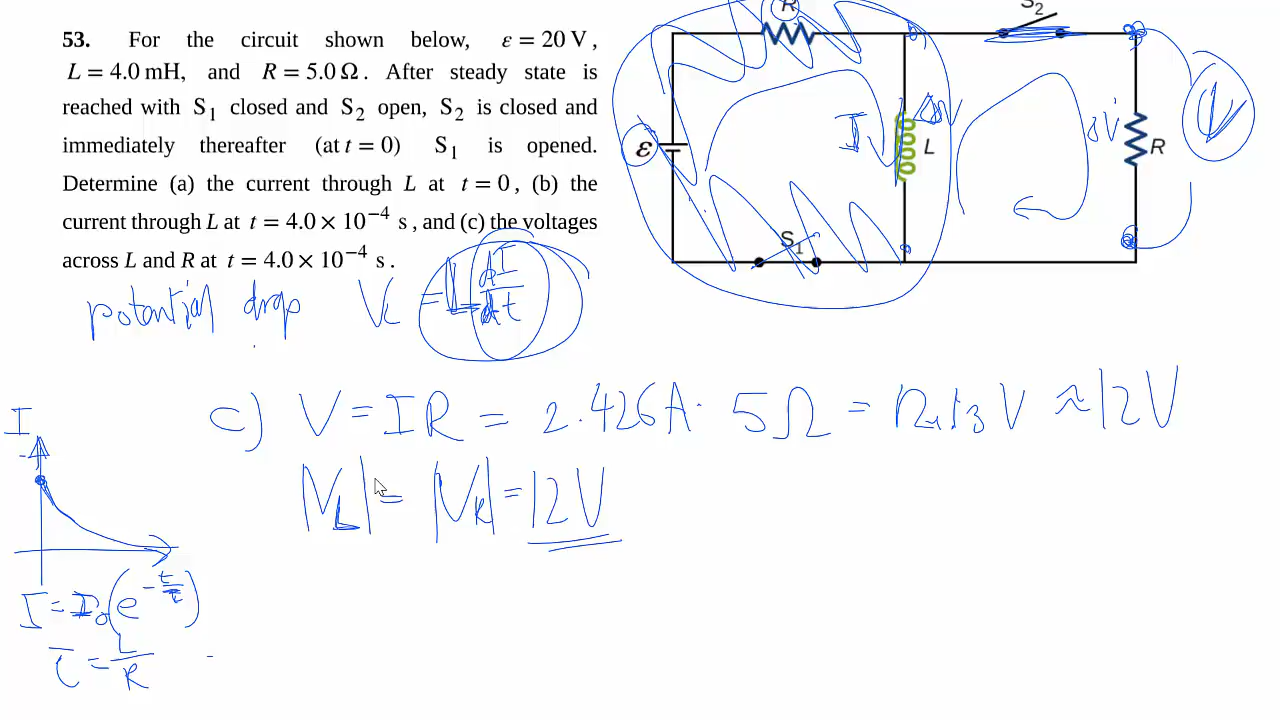 53. For the circuit shown below, ε = 20 V,
L = 4.0 mH, and R = 5.0 Ω. After steady state is
reached with S₁ closed and S₂ open, S₂ is closed and
immediately thereafter (at t = 0) S₁ is opened.
Determine (a) the current through L at t = 0, (b) the
current through L at t = 4.0 × 10⁻⁴ s, and (c) the voltages
across L and R at t = 4.0 × 10⁻⁴ s.
R
S₂
ε
I
ΔV
L
ΔV
R
S₁
potential drop V = L dI/dt
c) V = IR = 2.426A · 5Ω = V ≈ 12V
|V_L| = |V_R| = 12V
I
I = I₀(e^(-t/τ))
τ = L/R